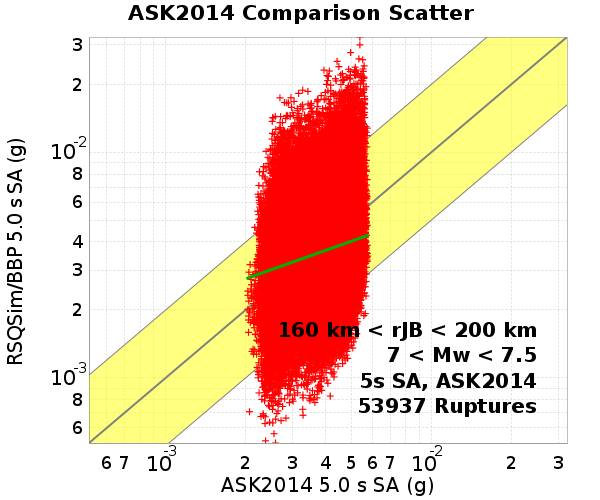 ASK2014 Comparison Scatter
RSQSim/BBP 5.0 s SA (g)
3
2
10-2
8
6
4
3
2
10-3
8
6
160 km < rJB < 200 km
7 < Mw < 7.5
5s SA, ASK2014
53937 Ruptures
6 7 10-3 2 3 4 5 6 7 10-2 2 3
ASK2014 5.0 s SA (g)